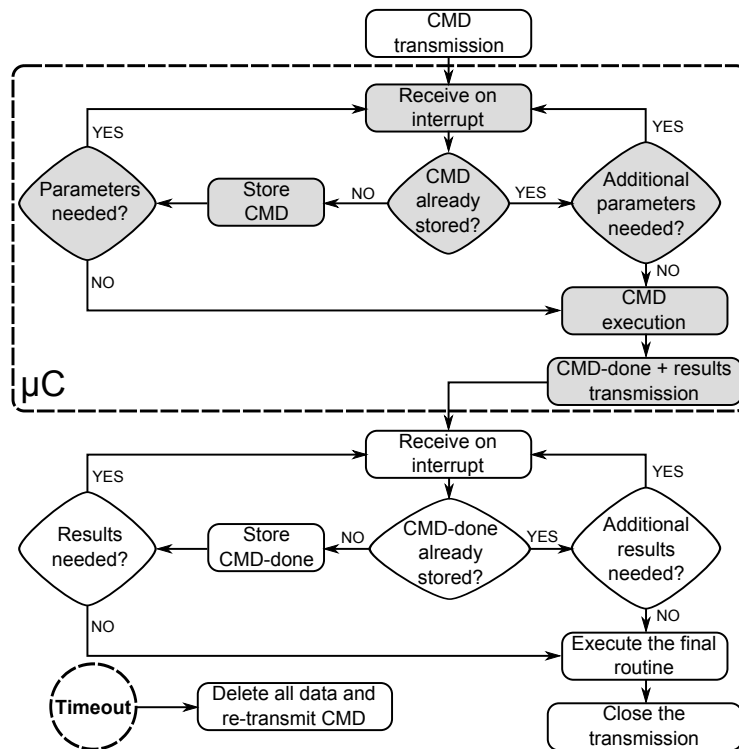 CMD
transmission
Receive on
interrupt
YES
YES
Parameters
needed?
Store
CMD
NO
CMD
already
stored?
YES
Additional
parameters
needed?
NO
NO
CMD
execution
µC
CMD-done + results
transmission
Receive on
interrupt
YES
YES
Results
needed?
Store
CMD-done
NO
CMD-done
already
stored?
YES
Additional
results
needed?
NO
NO
Execute the final
routine
Timeout
Delete all data and
re-transmit CMD
Close the
transmission